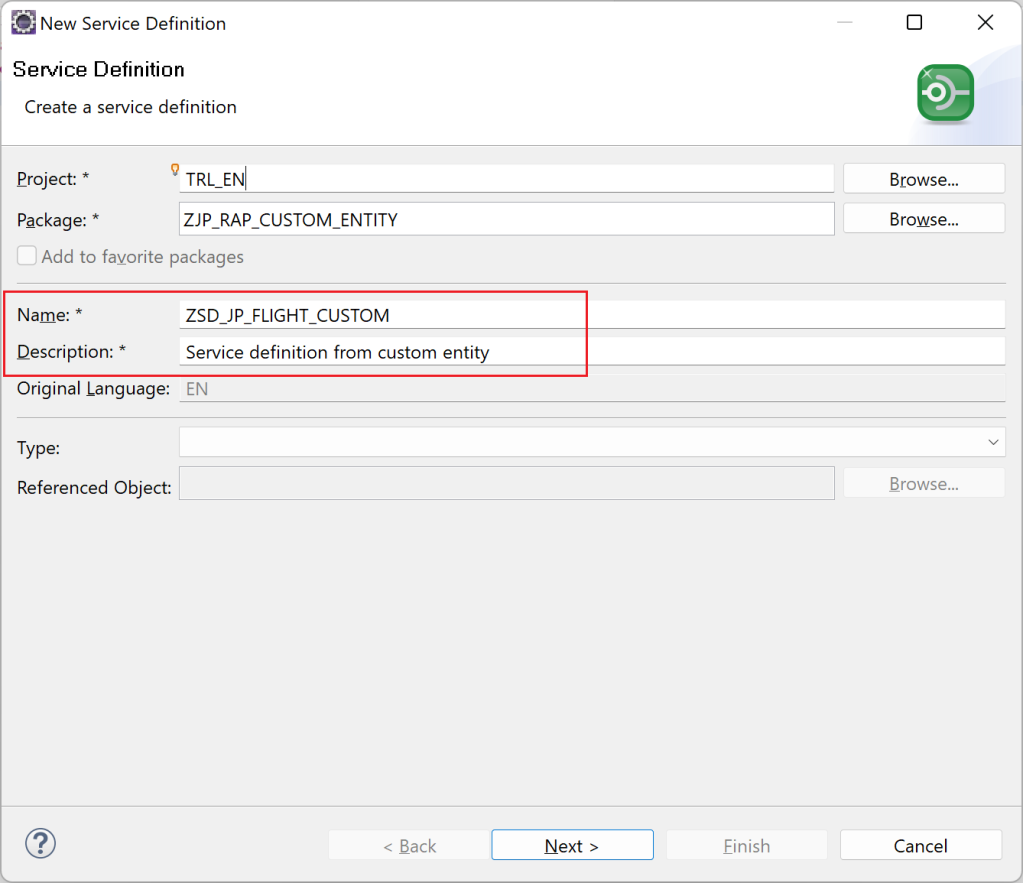 New Service Definition
Service Definition
Create a service definition
Project: * TRL_EN Browse...
Package: * ZJP_RAP_CUSTOM_ENTITY Browse...
Add to favorite packages
Name: * ZSD_JP_FLIGHT_CUSTOM
Description: * Service definition from custom entity
Original Language: EN
Type:
Referenced Object: Browse...
? < Back Next > Finish Cancel